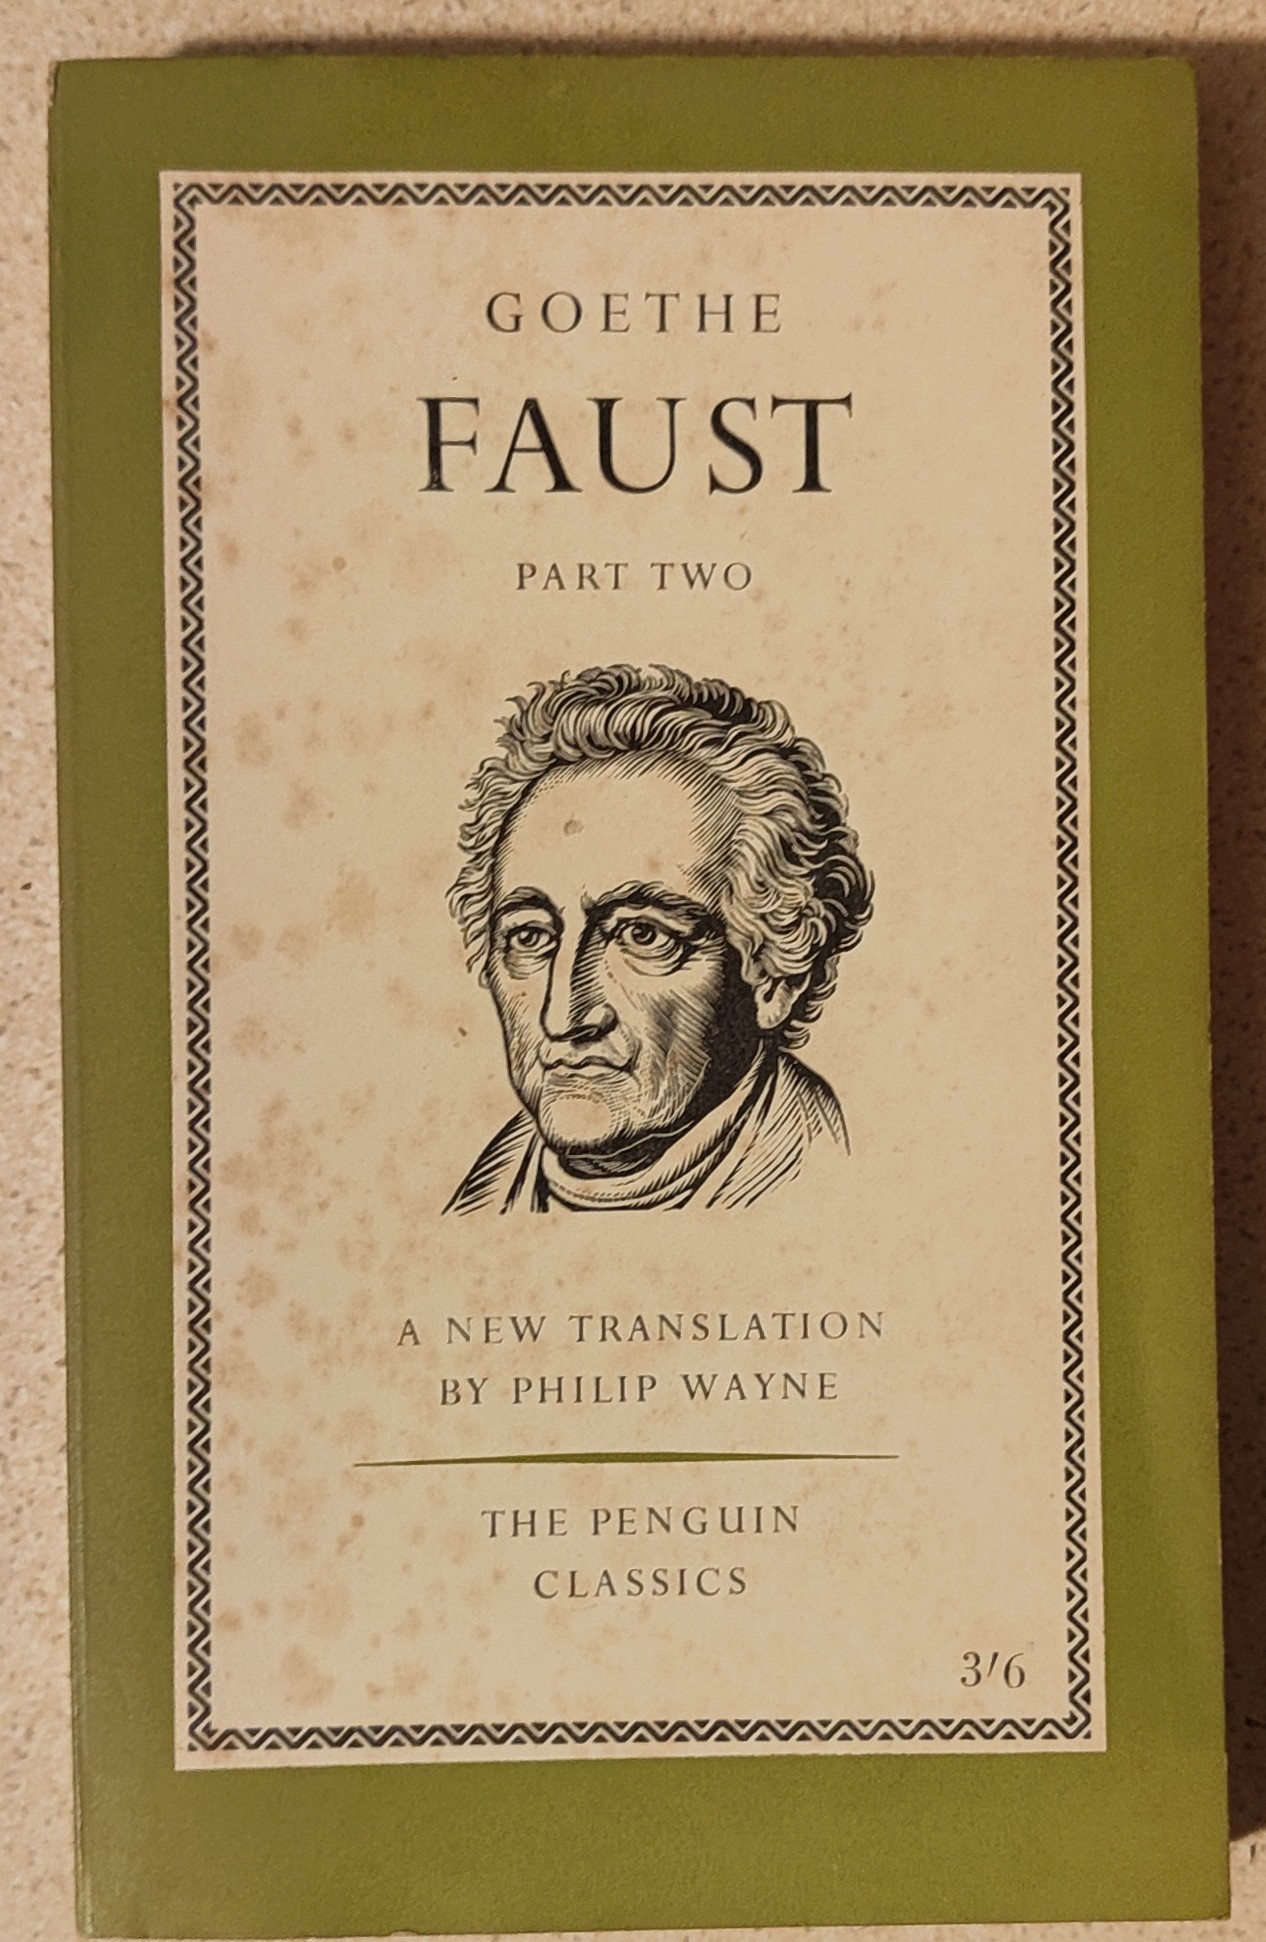 GOETHE
FAUST
PART TWO
A NEW TRANSLATION
BY PHILIP WAYNE
THE PENGUIN
CLASSICS
3/6